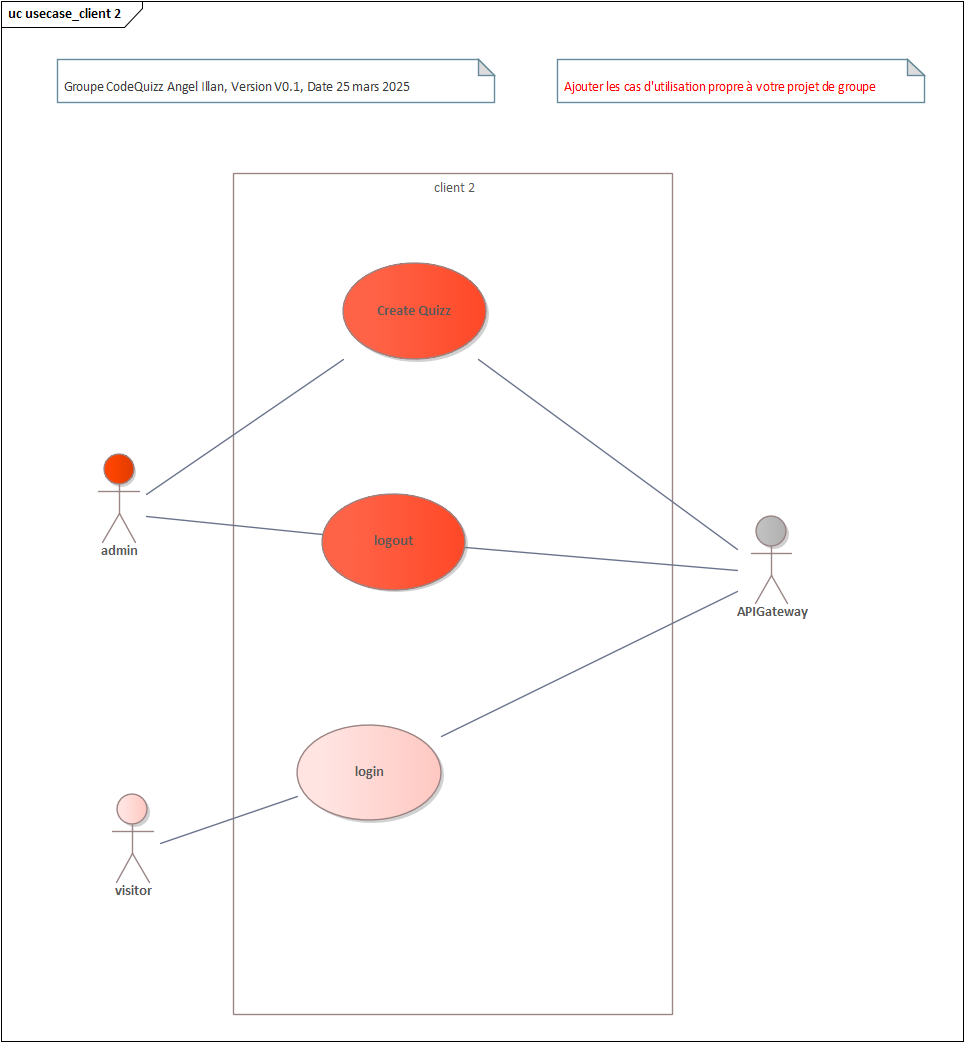 uc usecase_client 2
Groupe CodeQuizz Angel Illan, Version V0.1, Date 25 mars 2025
Ajouter les cas d'utilisation propre à votre projet de groupe
client 2
Create Quizz
logout
admin
APIGateway
login
visitor